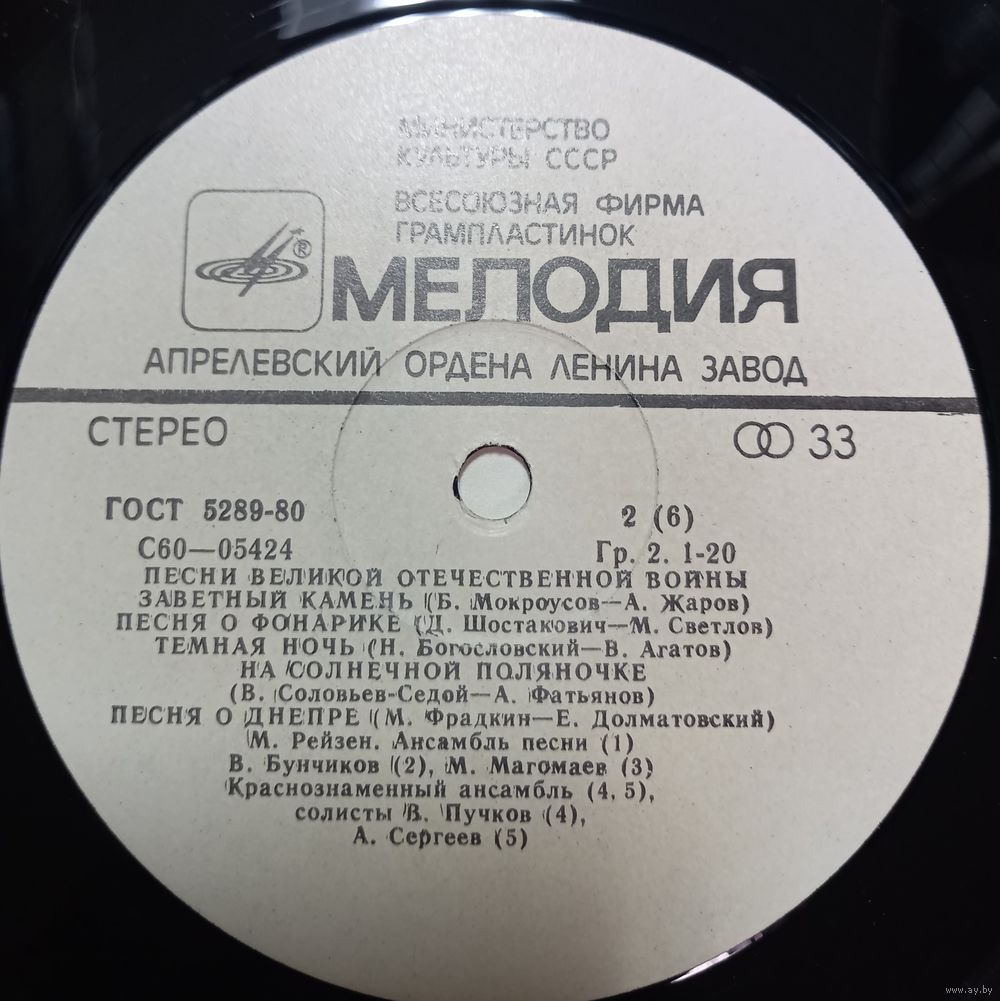 МИНИСТЕРСТВО
КУЛЬТУРЫ СССР
ВСЕСОЮЗНАЯ ФИРМА
ГРАМПЛАСТИНОК
®
МЕЛОДИЯ
АПРЕЛЕВСКИЙ ОРДЕНА ЛЕНИНА ЗАВОД
СТЕРЕО
33
ГОСТ 5289-80
2 (6)
С60—05424
Гр. 2. 1-20
ПЕСНИ ВЕЛИКОЙ ОТЕЧЕСТВЕННОЙ ВОЙНЫ
ЗАВЕТНЫЙ КАМЕНЬ (Б. Мокроусов—А. Жаров)
ПЕСНЯ О ФОНАРИКЕ (Д. Шостакович—М. Светлов)
ТЕМНАЯ НОЧЬ (Н. Богословский—В. Агатов)
НА СОЛНЕЧНОЙ ПОЛЯНОЧКЕ
(В. Соловьев-Седой—А. Фатьянов)
ПЕСНЯ О ДНЕПРЕ (М. Фрадкин—Е. Долматовский)
М. Рейзен. Ансамбль песни (1)
В. Бунчиков (2), М. Магомаев (3)
Краснознаменный ансамбль (4, 5),
солисты В. Пучков (4),
А. Сергеев (5)
www.ay.by